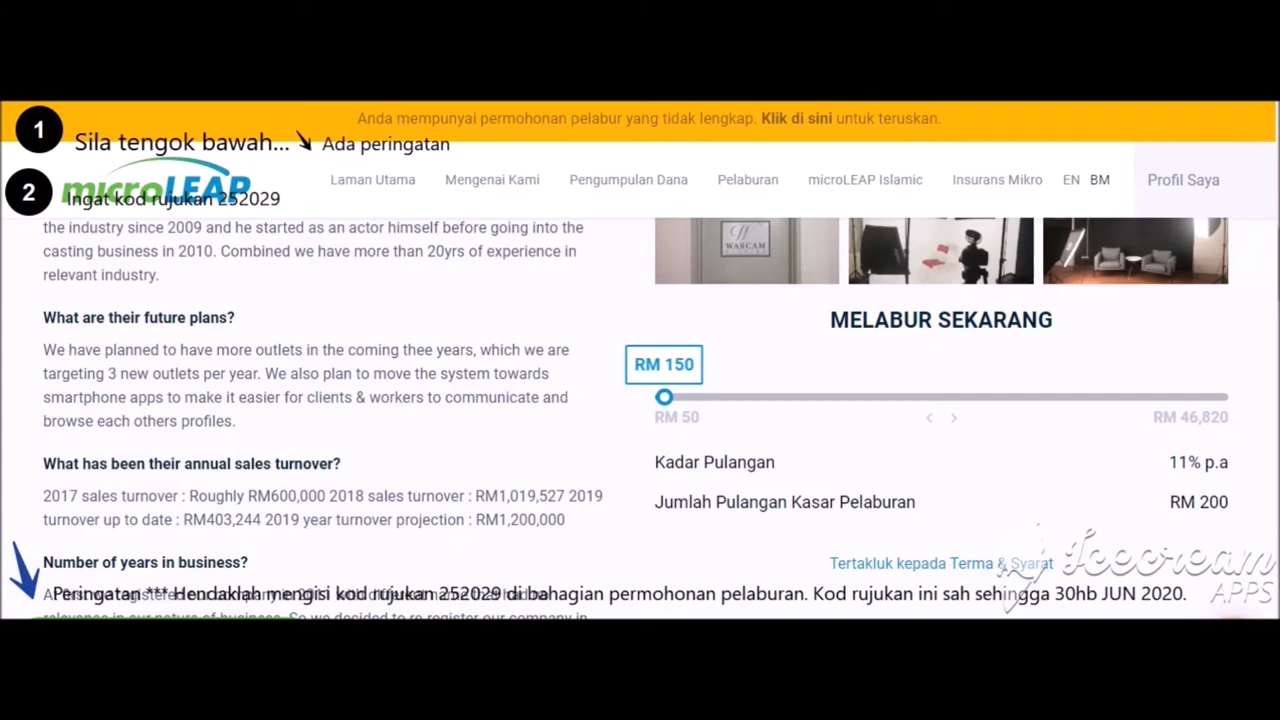 Anda mempunyai permohonan pelabur yang tidak lengkap. Klik di sini untuk teruskan.
1
Sila tengok bawah...
Ada peringatan
2
microLEAP
Ingat kod rujukan 252029
Laman Utama
Mengenai Kami
Pengumpulan Dana
Pelaburan
microLEAP Islamic
Insurans Mikro
EN
BM
Profil Saya
the industry since 2009 and he started as an actor himself before going into the
casting business in 2010. Combined we have more than 20yrs of experience in
relevant industry.
What are their future plans?
We have planned to have more outlets in the coming thee years, which we are
targeting 3 new outlets per year. We also plan to move the system towards
smartphone apps to make it easier for clients & workers to communicate and
browse each others profiles.
What has been their annual sales turnover?
2017 sales turnover : Roughly RM600,000 2018 sales turnover : RM1,019,527 2019
turnover up to date : RM403,244 2019 year turnover projection : RM1,200,000
Number of years in business?
WARCAM
MELABUR SEKARANG
RM 150
RM 50
RM 46,820
Kadar Pulangan
11% p.a
Jumlah Pulangan Kasar Pelaburan
RM 200
Tertakluk kepada Terma & Syarat
Icecream
APPS
Peringatan *** Hendaklah mengisi kod rujukan 252029 di bahagian permohonan pelaburan. Kod rujukan ini sah sehingga 30hb JUN 2020.
So we decided to re register our company in